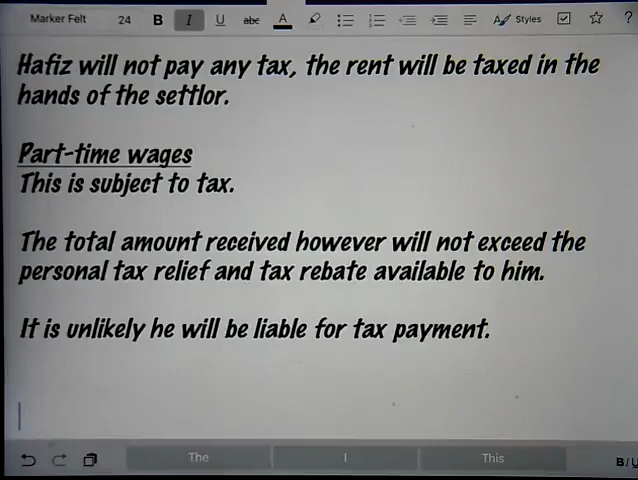 Marker Felt 24 B I U abc A Styles ?
Hafiz will not pay any tax, the rent will be taxed in the
hands of the settlor.
Part-time wages
This is subject to tax.
The total amount received however will not exceed the
personal tax relief and tax rebate available to him.
It is unlikely he will be liable for tax payment.
The I This B/U